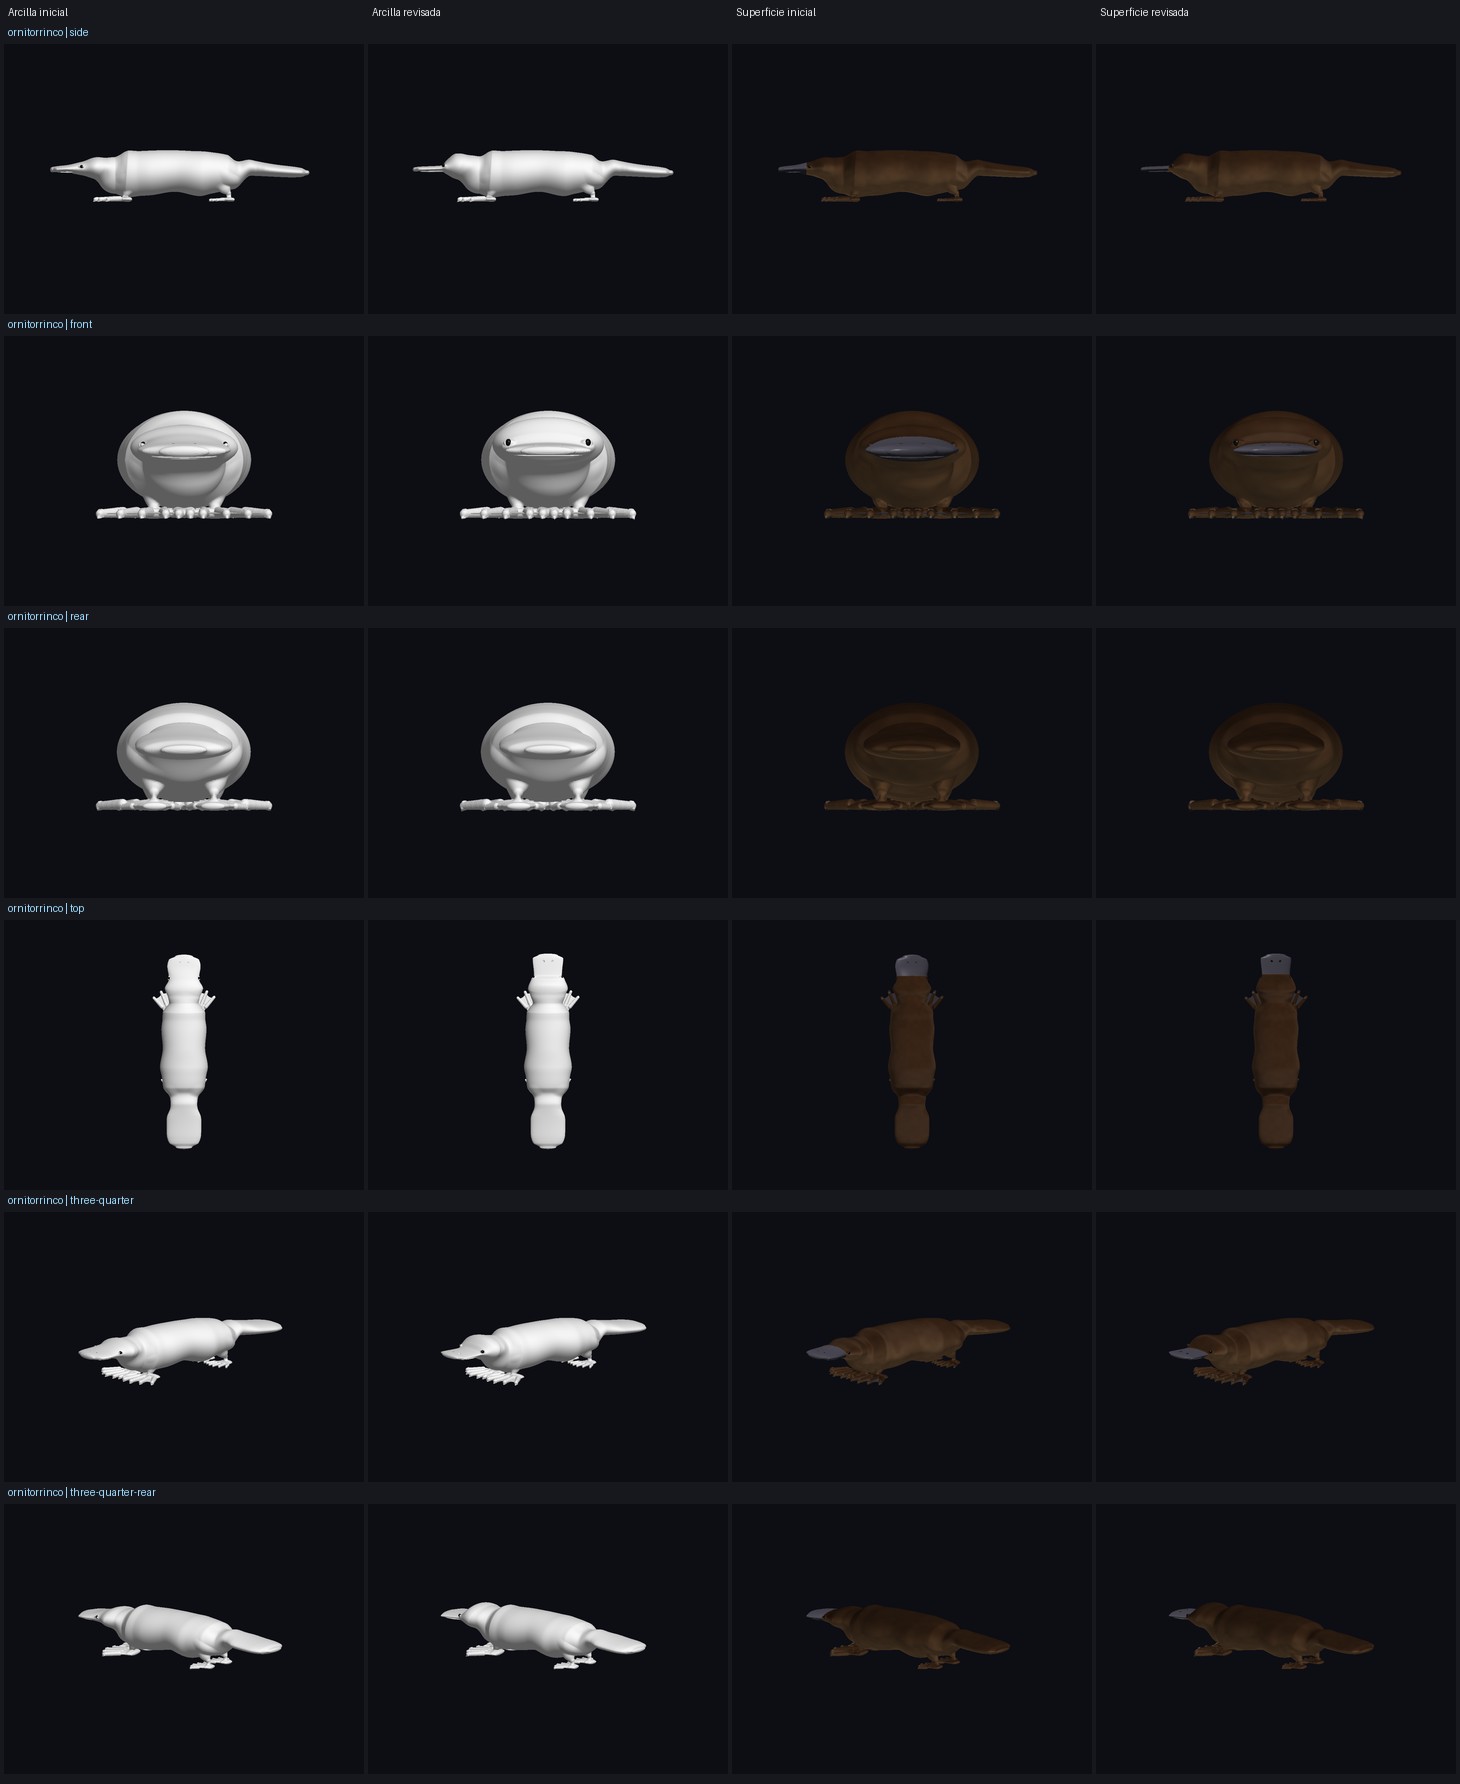 Arcilla inicial
Arcilla revisada
Superficie inicial
Superficie revisada
ornitorrinco | side
ornitorrinco | front
ornitorrinco | rear
ornitorrinco | top
ornitorrinco | three-quarter
ornitorrinco | three-quarter-rear